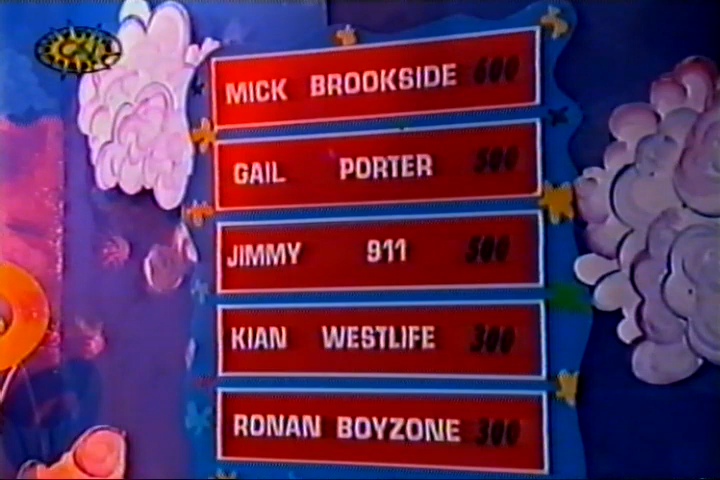 MICK BROOKSIDE 600
GAIL PORTER 500
JIMMY 911 500
KIAN WESTLIFE 300
RONAN BOYZONE 300